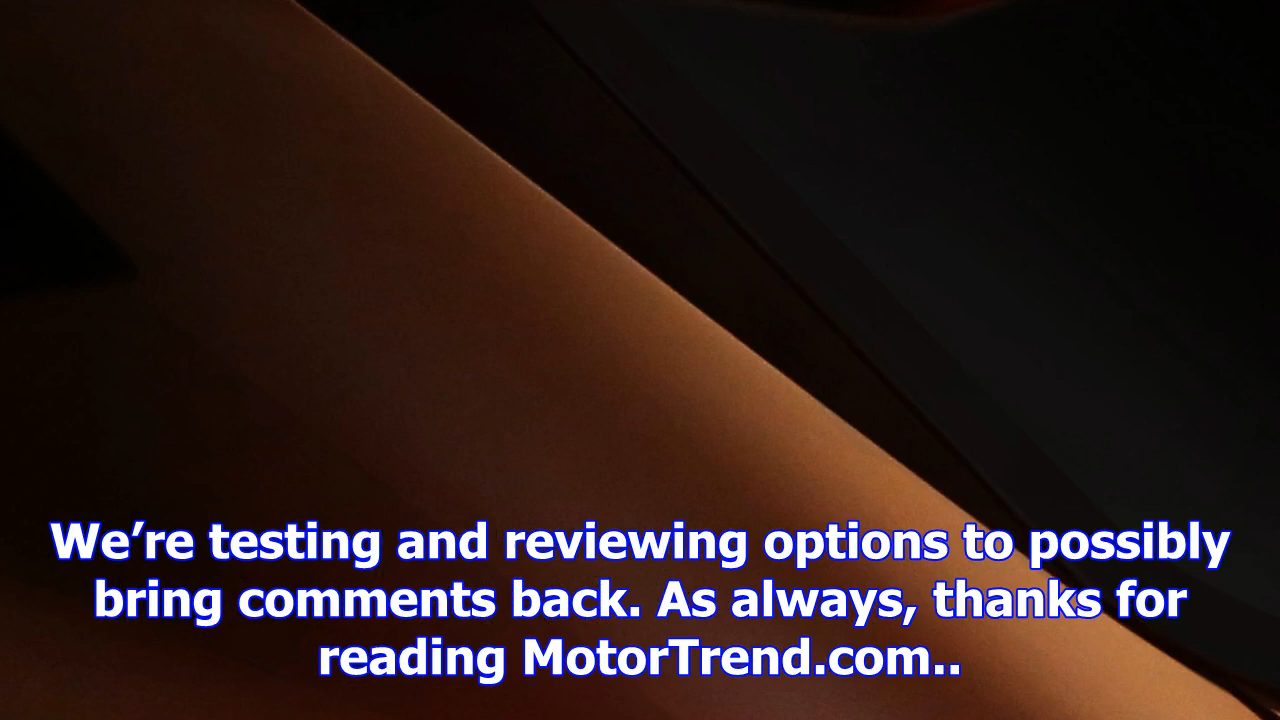 We’re testing and reviewing options to possibly
bring comments back. As always, thanks for
reading MotorTrend.com..